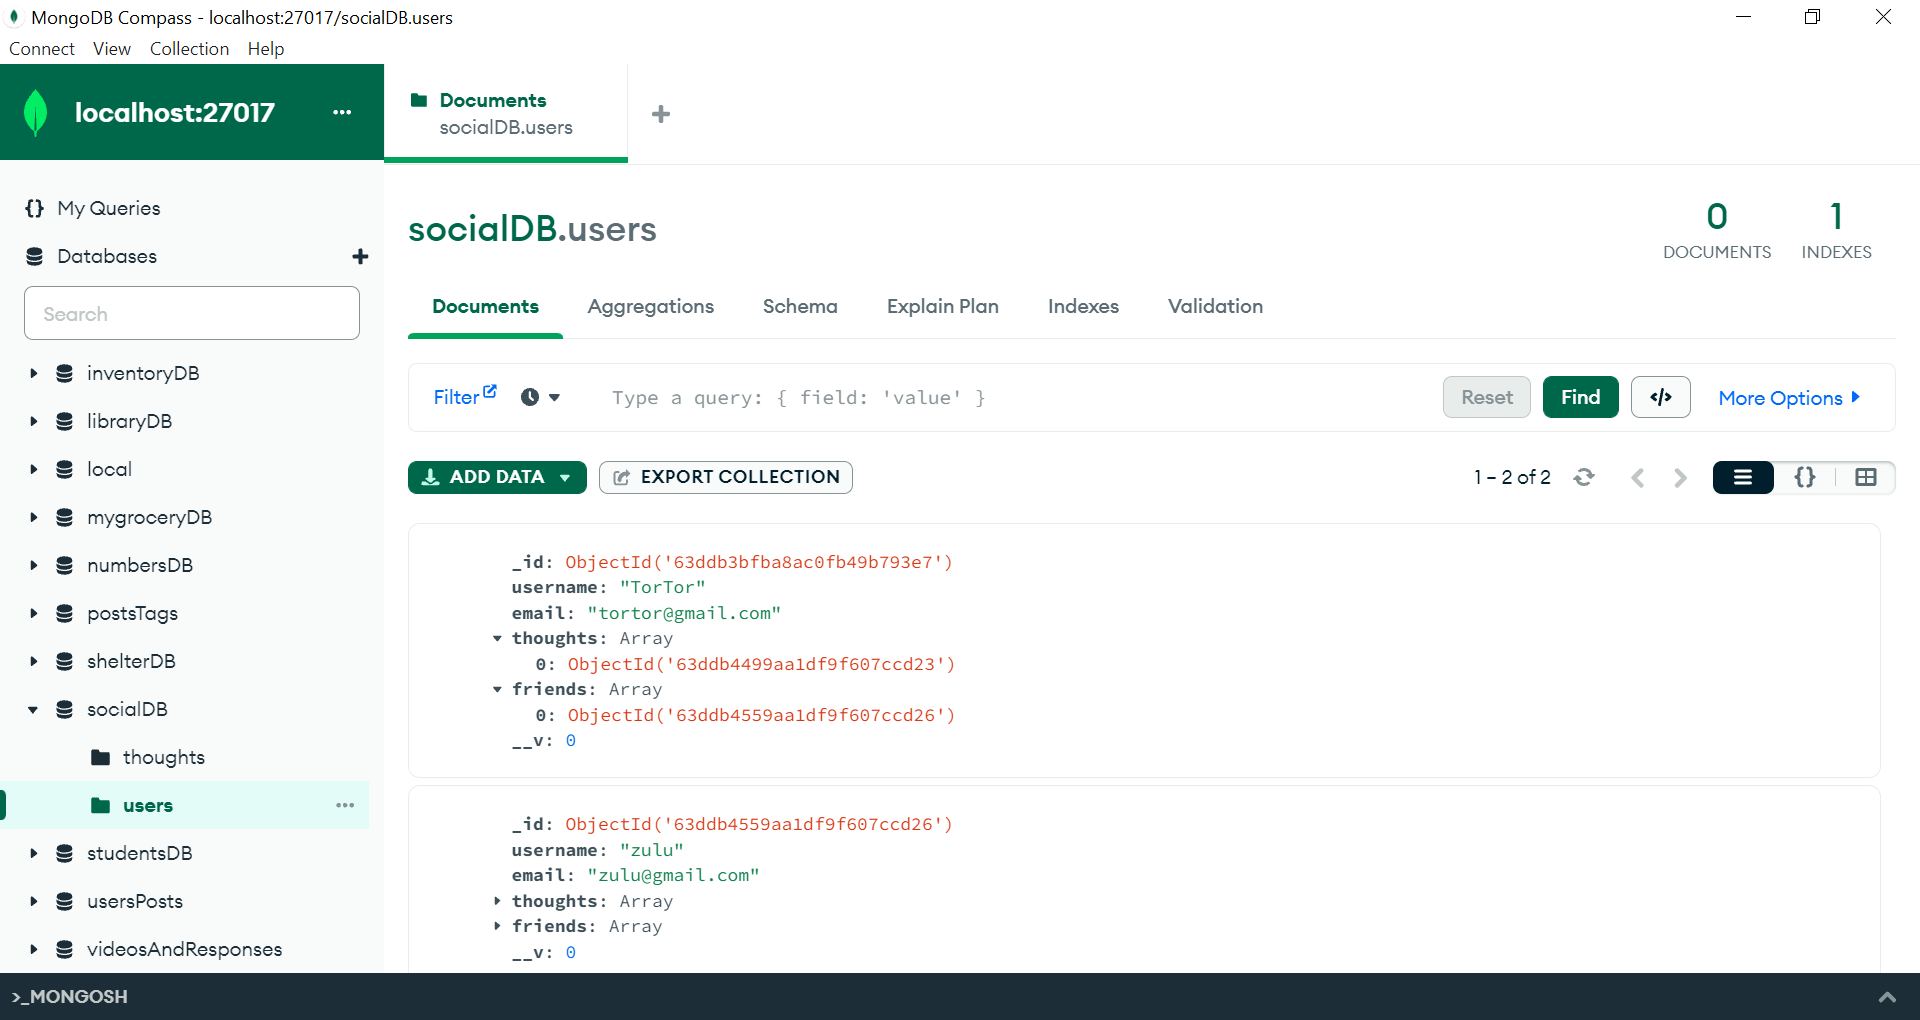 MongoDB Compass - localhost:27017/socialDB.users
Connect View Collection Help
localhost:27017 ...
Documents
socialDB.users
+
{} My Queries
Databases +
Search
inventoryDB
libraryDB
local
mygroceryDB
numbersDB
postsTags
shelterDB
socialDB
thoughts
users ...
studentsDB
usersPosts
videosAndResponses
socialDB.users
0
DOCUMENTS
1
INDEXES
Documents Aggregations Schema Explain Plan Indexes Validation
Filter Type a query: { field: 'value' } Reset Find </> More Options
ADD DATA EXPORT COLLECTION 1 – 2 of 2 {}
_id: ObjectId('63ddb3bfba8ac0fb49b793e7')
username: "TorTor"
email: "tortor@gmail.com"
thoughts: Array
0: ObjectId('63ddb4499aa1df9f607ccd23')
friends: Array
0: ObjectId('63ddb4559aa1df9f607ccd26')
__v: 0
_id: ObjectId('63ddb4559aa1df9f607ccd26')
username: "zulu"
email: "zulu@gmail.com"
thoughts: Array
friends: Array
__v: 0
>_MONGOSH